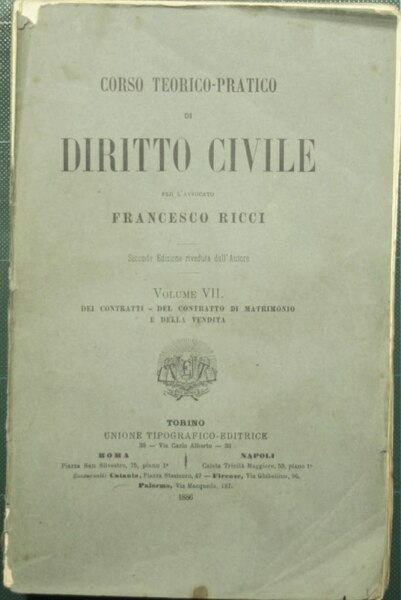 CORSO TEORICO-PRATICO
DI
DIRITTO CIVILE
PER L'AVVOCATO
FRANCESCO RICCI
Seconda Edizione riveduta dall'Autore
VOLUME VII.
DEI CONTRATTI - DEL CONTRATTO DI MATRIMONIO
E DELLA VENDITA
TORINO
UNIONE TIPOGRAFICO-EDITRICE
33 — Via Carlo Alberto — 33
ROMA NAPOLI
Piazza San Silvestro, 75, piano 1° Calata Trinità Maggiore, 53, piano 1°
Succursali: Catania, Piazza Stesicoro, 47 — Firenze, Via Ghibellina, 96.
Palermo, Via Macqueda,
1886